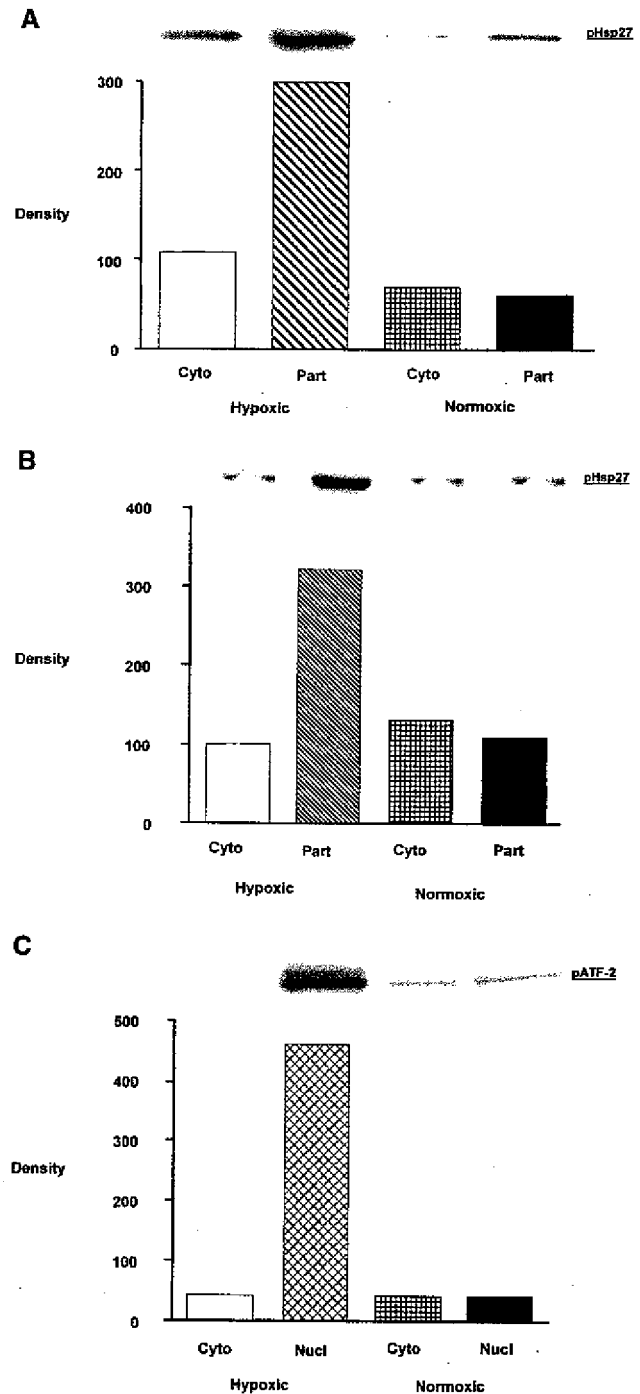 A
pHsp27
300
200
Density
100
0
Cyto Part Cyto Part
Hypoxic Normoxic
B
pHsp27
400
300
Density
200
100
0
Cyto Part Cyto Part
Hypoxic Normoxic
C
pATF-2
500
400
300
Density
200
100
0
Cyto Nucl Cyto Nucl
Hypoxic Normoxic